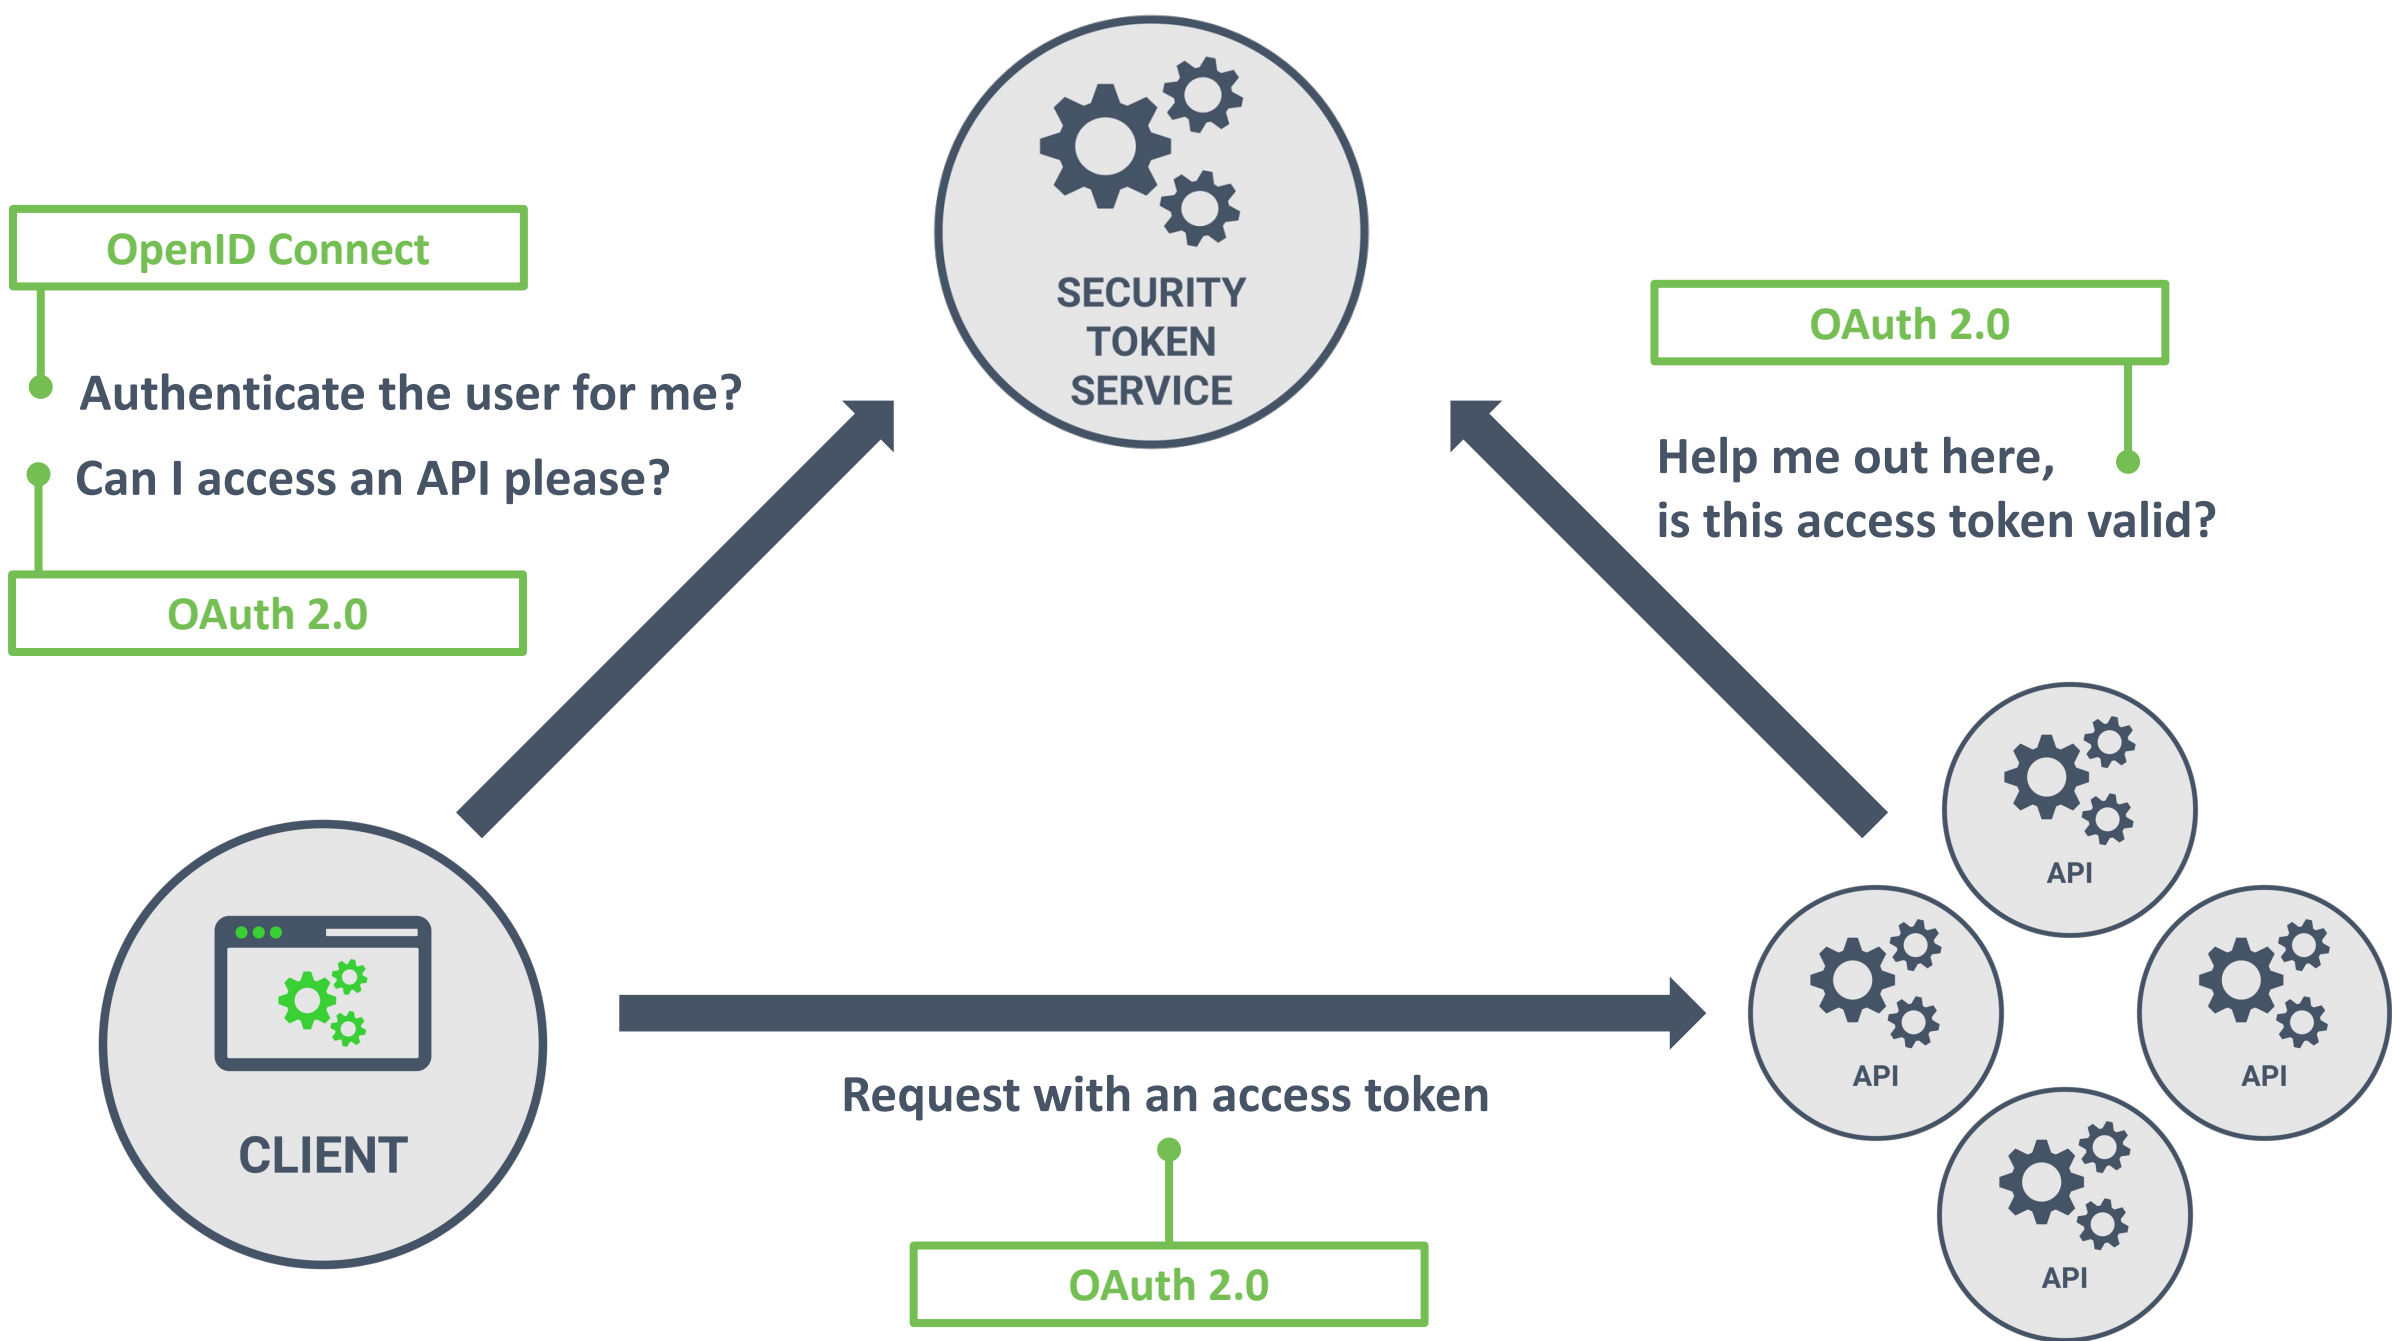 SECURITY
TOKEN
SERVICE
OpenID Connect
Authenticate the user for me?
Can I access an API please?
OAuth 2.0
OAuth 2.0
Help me out here,
is this access token valid?
CLIENT
Request with an access token
OAuth 2.0
API
API
API
API